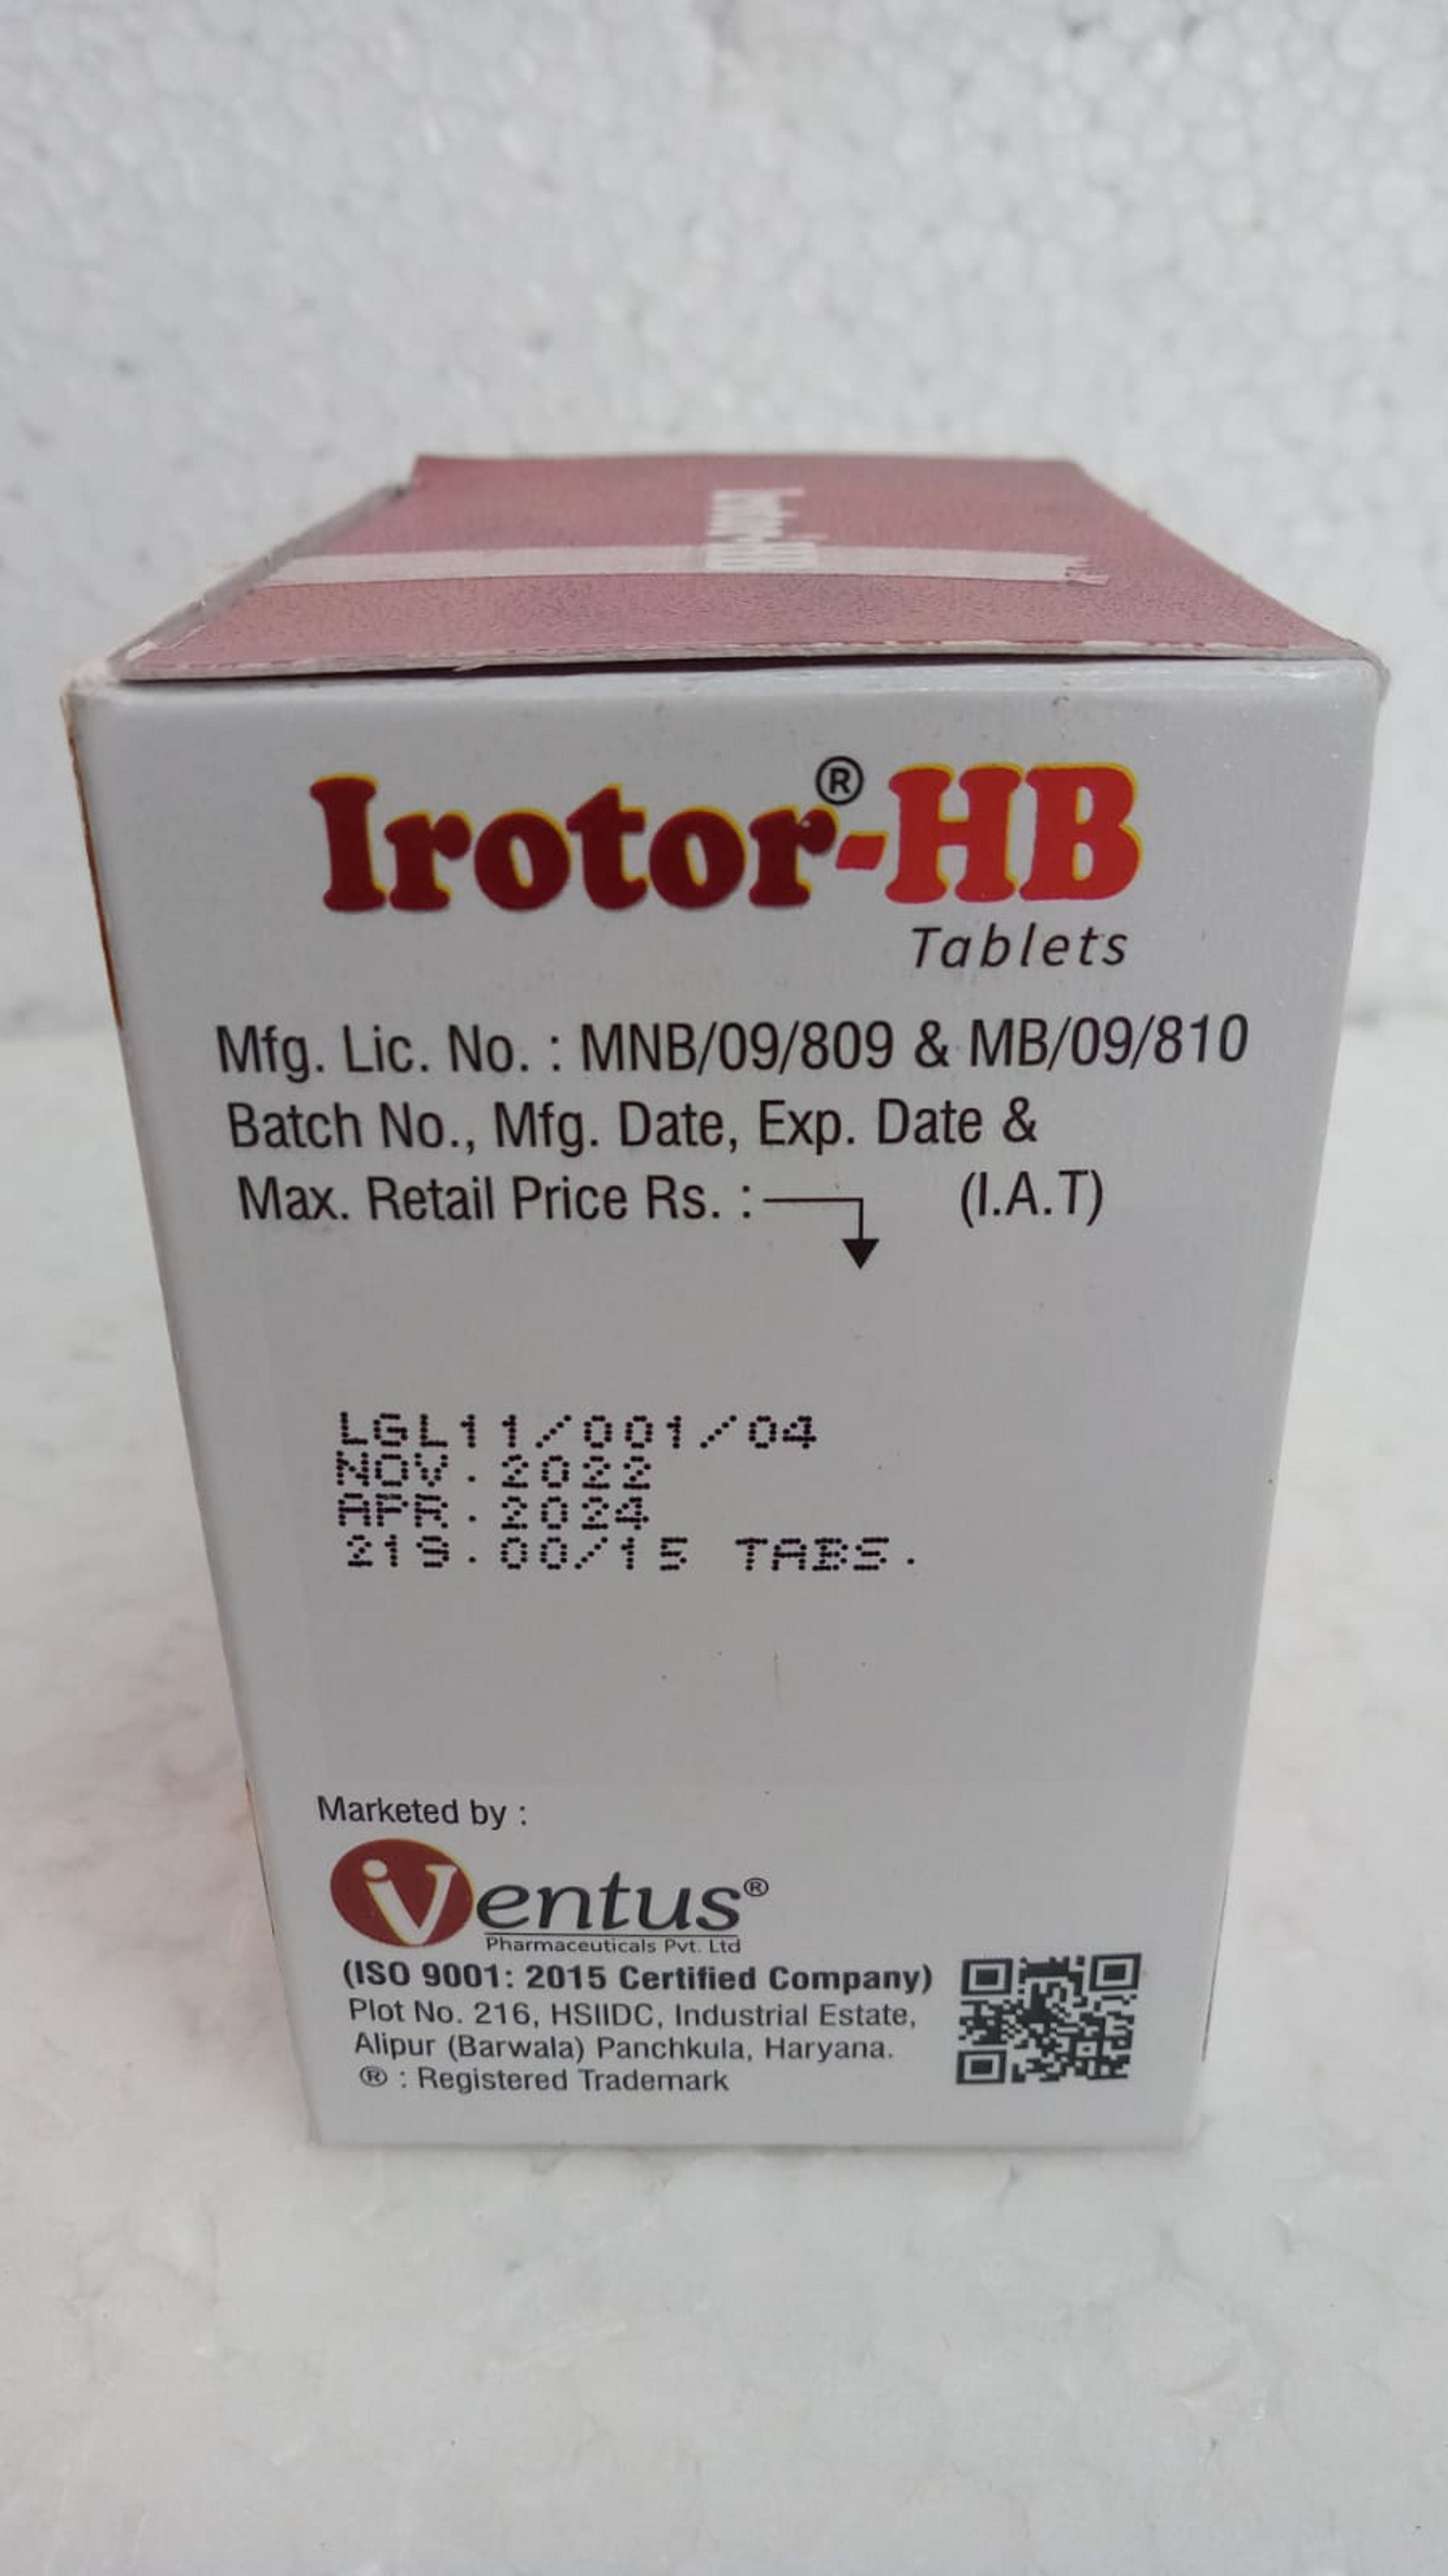 Irotor®-HB
Tablets
Mfg. Lic. No. : MNB/09/809 & MB/09/810
Batch No., Mfg. Date, Exp. Date &
Max. Retail Price Rs. : (I.A.T)
LGL11/001/04
NOV.2022
APR.2024
219.00/15 TABS.
Marketed by :
Ventus®
Pharmaceuticals Pvt. Ltd
(ISO 9001: 2015 Certified Company)
Plot No. 216, HSIIDC, Industrial Estate,
Alipur (Barwala) Panchkula, Haryana.
® : Registered Trademark